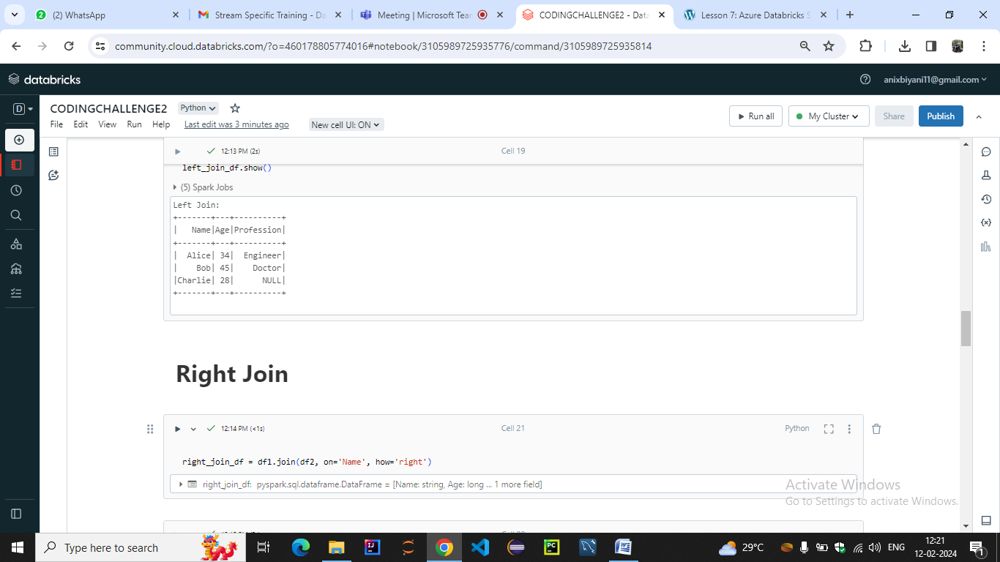 (2) WhatsApp
Stream Specific Training - Da
Meeting | Microsoft Tear
CODINGCHALLENGE2 - Data
Lesson 7: Azure Databricks S
community.cloud.databricks.com/?o=460178805774016#notebook/3105989725935776/command/3105989725935814
databricks
anixbiyani11@gmail.com
D
CODINGCHALLENGE2
Python
File Edit View Run Help
Last edit was 3 minutes ago
New cell UI: ON
Run all
My Cluster
Share
Publish
12:13 PM (2s)
Cell 19
left_join_df.show()
(5) Spark Jobs
Left Join:
+-------+---+----------+
|   Name|Age|Profession|
+-------+---+----------+
|  Alice| 34|  Engineer|
|    Bob| 45|    Doctor|
|Charlie| 28|      NULL|
+-------+---+----------+
Right Join
12:14 PM (<1s)
Cell 21
Python
right_join_df = df1.join(df2, on='Name', how='right')
right_join_df: pyspark.sql.dataframe.DataFrame = [Name: string, Age: long ... 1 more field]
Activate Windows
Go to Settings to activate Windows.
Type here to search
29°C
ENG
12:21
12-02-2024
1